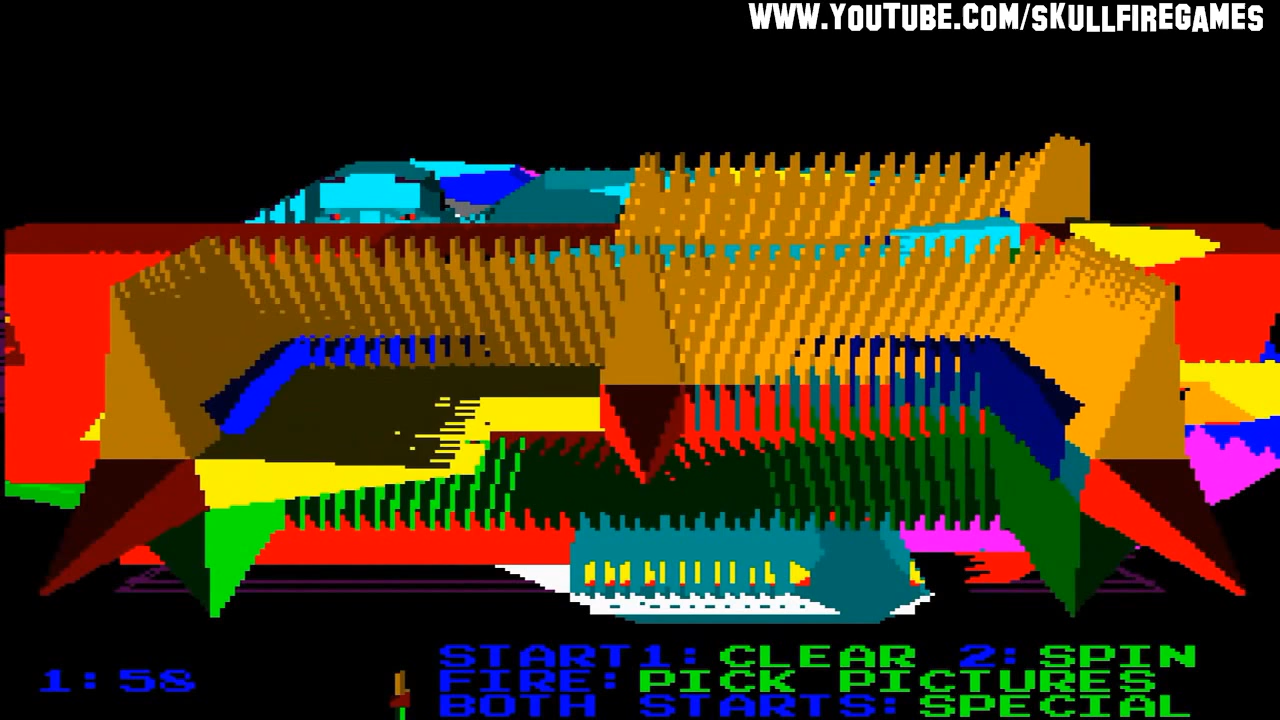 WWW.YOUTUBE.COM/SKULLFIREGAMES
START1: CLEAR 2: SPIN
1:58 FIRE: PICK PICTURES
BOTH STARTS: SPECIAL